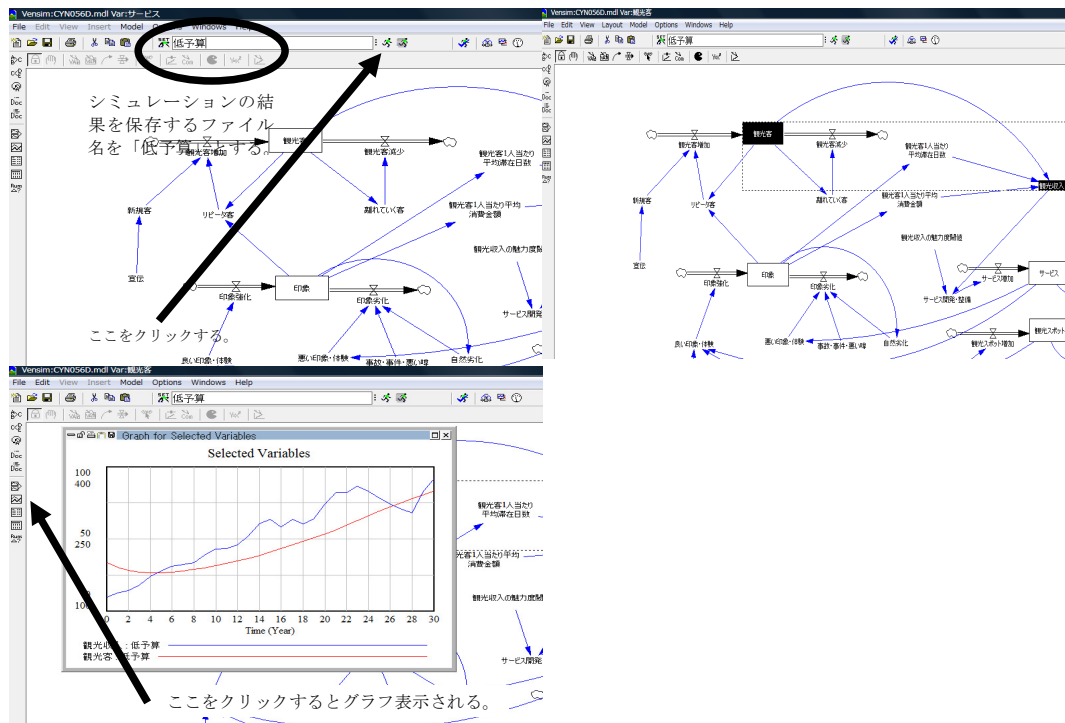 Vensim:CYN056D.mdl Var:サービス
File Edit View Insert Model Options Windows Help
SET 低予算
シミュレーションの結
果を保存するファイル
名を「低予算」とする。
観光客
観光客増加
観光客減少
観光客1人当たり
平均滞在日数
新規客
リピータ客
離れていく客
観光客1人当たり平均
消費金額
観光収入の魅力度閾
宣伝
印象
印象強化
印象劣化
サービス開発
ここをクリックする。
良い印象・体験
悪い印象・体験
事故・事件・悪い噂
自然劣化
Doc
Vensim:CYN056D.mdl Var:観光客
File Edit View Layout Model Options Windows Help
SET 低予算
観光客
観光客増加
観光客減少
観光客1人当たり
平均滞在日数
観光収入
新規客
リピータ客
離れていく客
観光客1人当たり平均
消費金額
観光収入の魅力度閾値
宣伝
印象
サービス増加
サービス
印象強化
印象劣化
サービス開発・整備
観光スポット増加
観光スポット
良い印象・体験
悪い印象・体験
事故・事件・悪い噂
自然劣化
Vensim:CYN056D.mdl Var:観光客
File Edit View Insert Model Options Windows Help
SET 低予算
Graph for Selected Variables
Selected Variables
100
400
50
250
0
100
0 2 4 6 8 10 12 14 16 18 20 22 24 26 28 30
Time (Year)
観光収入 : 低予算
観光客 : 低予算
観光客1人当たり
平均滞在日数
観光客1人当たり平均
消費金額
観光収入の魅力度閾
サービス開発
ここをクリックするとグラフ表示される。